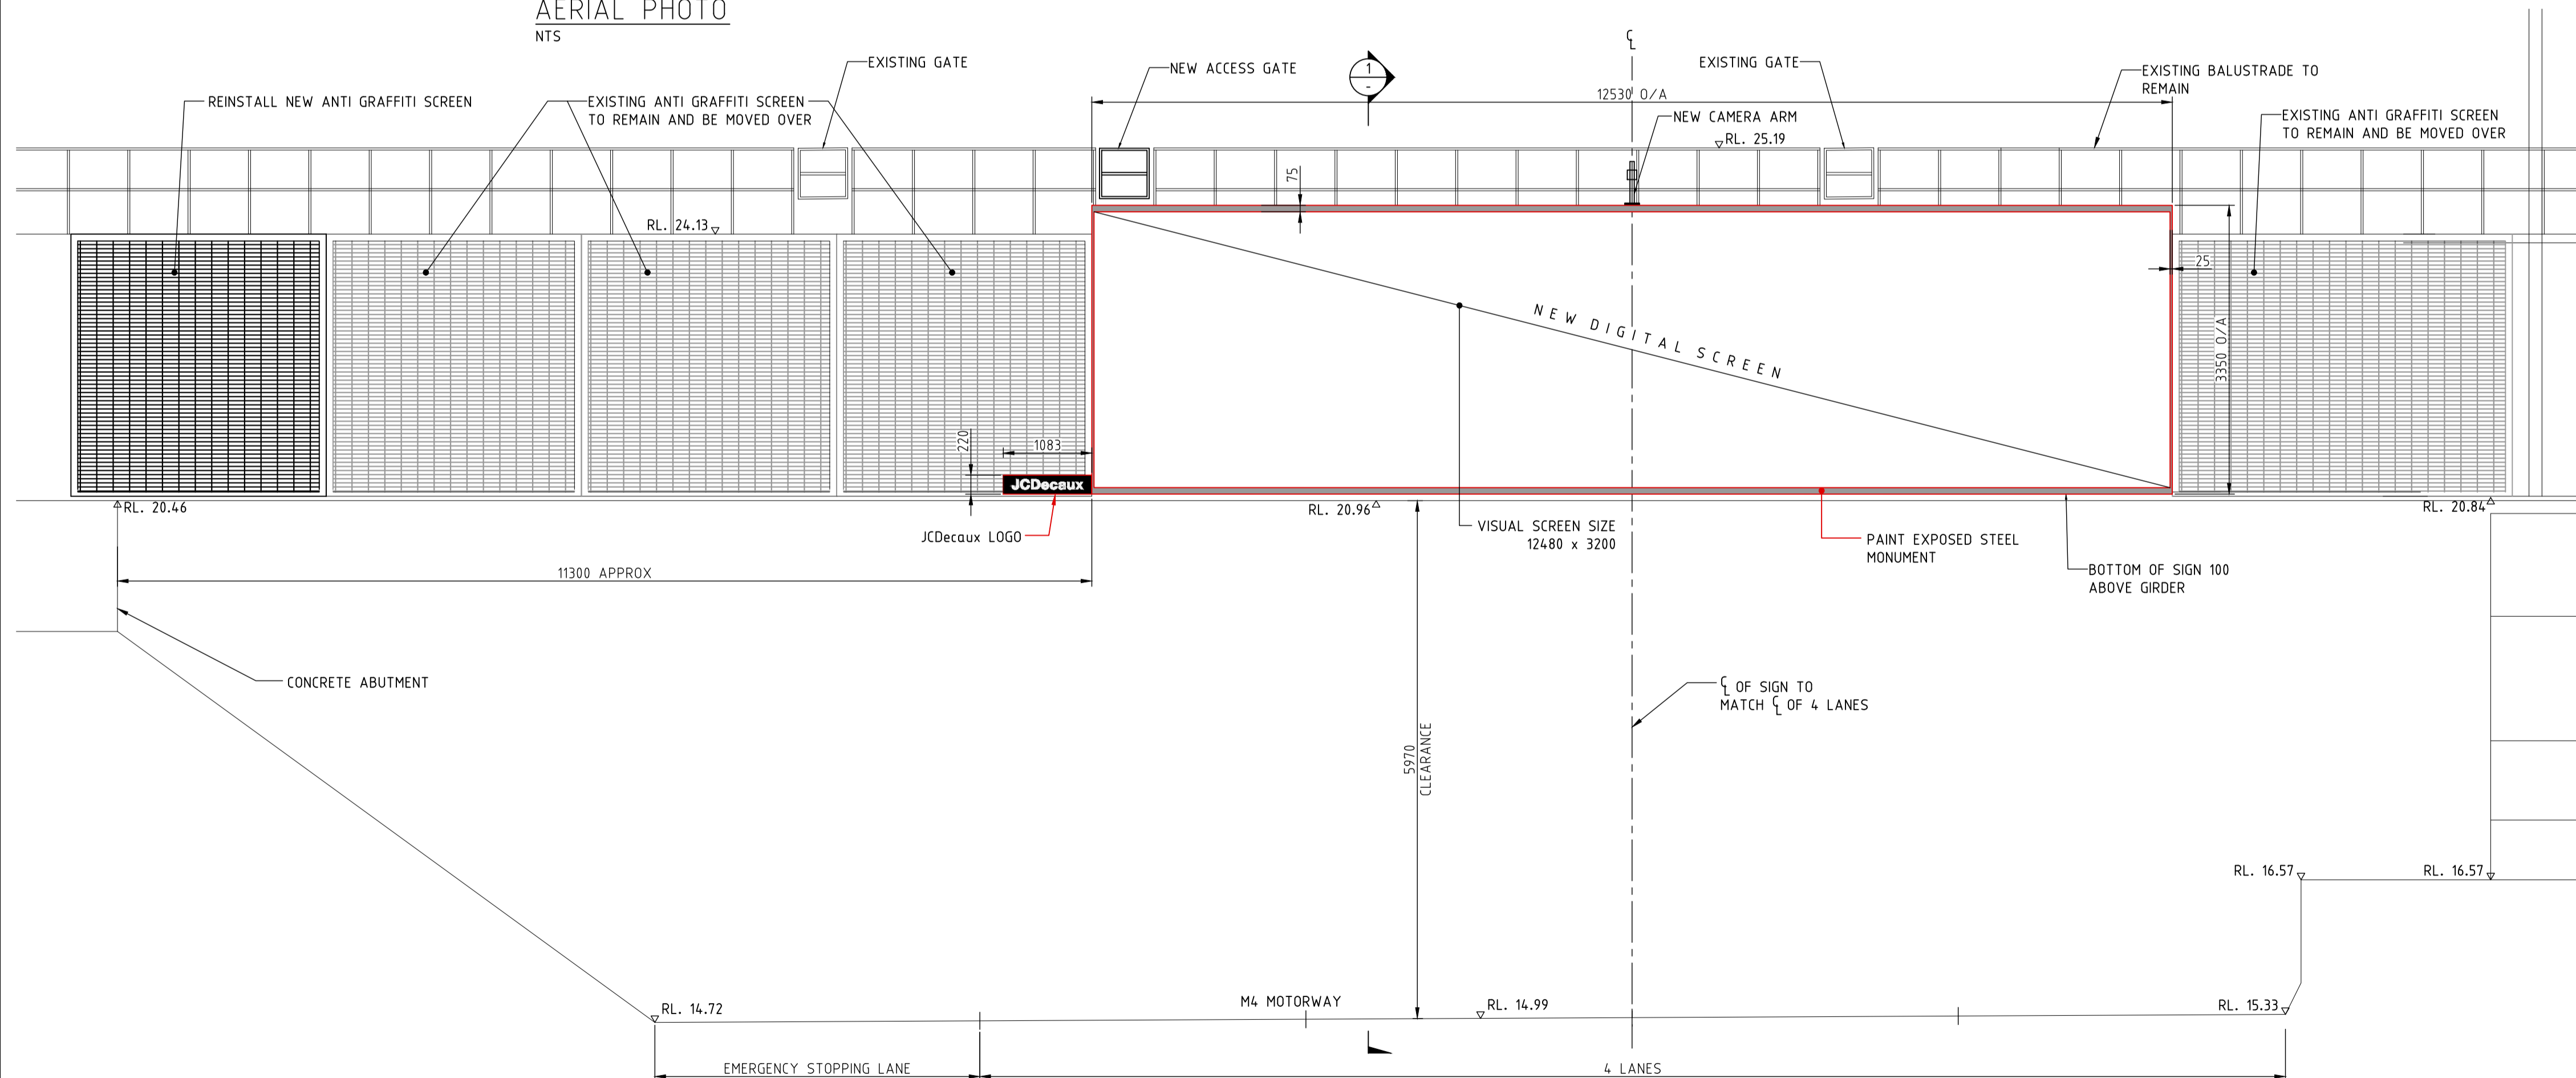 AERIAL PHOTO
NTS
EXISTING GATE
NEW ACCESS GATE
1
-
℄
EXISTING GATE
EXISTING BALUSTRADE TO
REMAIN
REINSTALL NEW ANTI GRAFFITI SCREEN
EXISTING ANTI GRAFFITI SCREEN
TO REMAIN AND BE MOVED OVER
12530 O/A
NEW CAMERA ARM
EXISTING ANTI GRAFFITI SCREEN
TO REMAIN AND BE MOVED OVER
RL. 25.19
75
RL. 24.13
25
NEW DIGITAL SCREEN
3350 O/A
220
1083
JCDecaux
RL. 20.46
RL. 20.96
RL. 20.84
JCDecaux LOGO
VISUAL SCREEN SIZE
12480 x 3200
PAINT EXPOSED STEEL
MONUMENT
11300 APPROX
BOTTOM OF SIGN 100
ABOVE GIRDER
CONCRETE ABUTMENT
℄ OF SIGN TO
MATCH ℄ OF 4 LANES
5970
CLEARANCE
RL. 16.57
RL. 16.57
RL. 14.72
M4 MOTORWAY
RL. 14.99
RL. 15.33
EMERGENCY STOPPING LANE
4 LANES